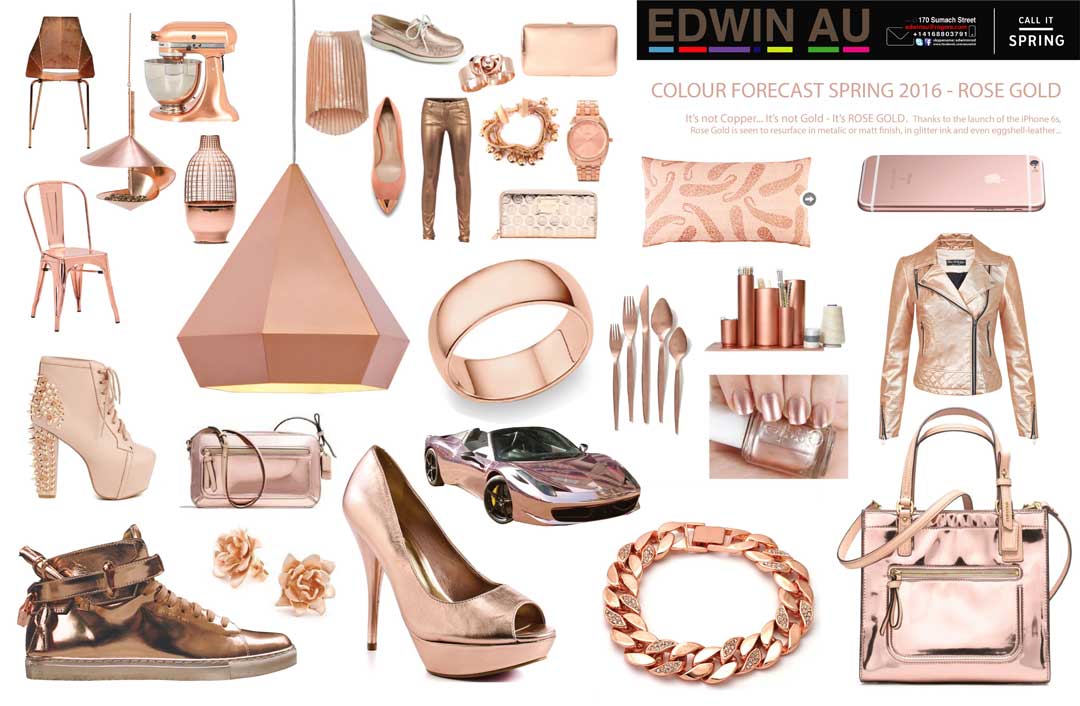 EDWIN AU
170 Sumach Street
+14168803791
CALL IT
SPRING
COLOUR FORECAST SPRING 2016 - ROSE GOLD
It's not Copper... It's not Gold - It's ROSE GOLD. Thanks to the launch of the iPhone 6s,
Rose Gold is seen to resurface in metalic or matt finish, in glitter ink and even eggshell-leather...
essie